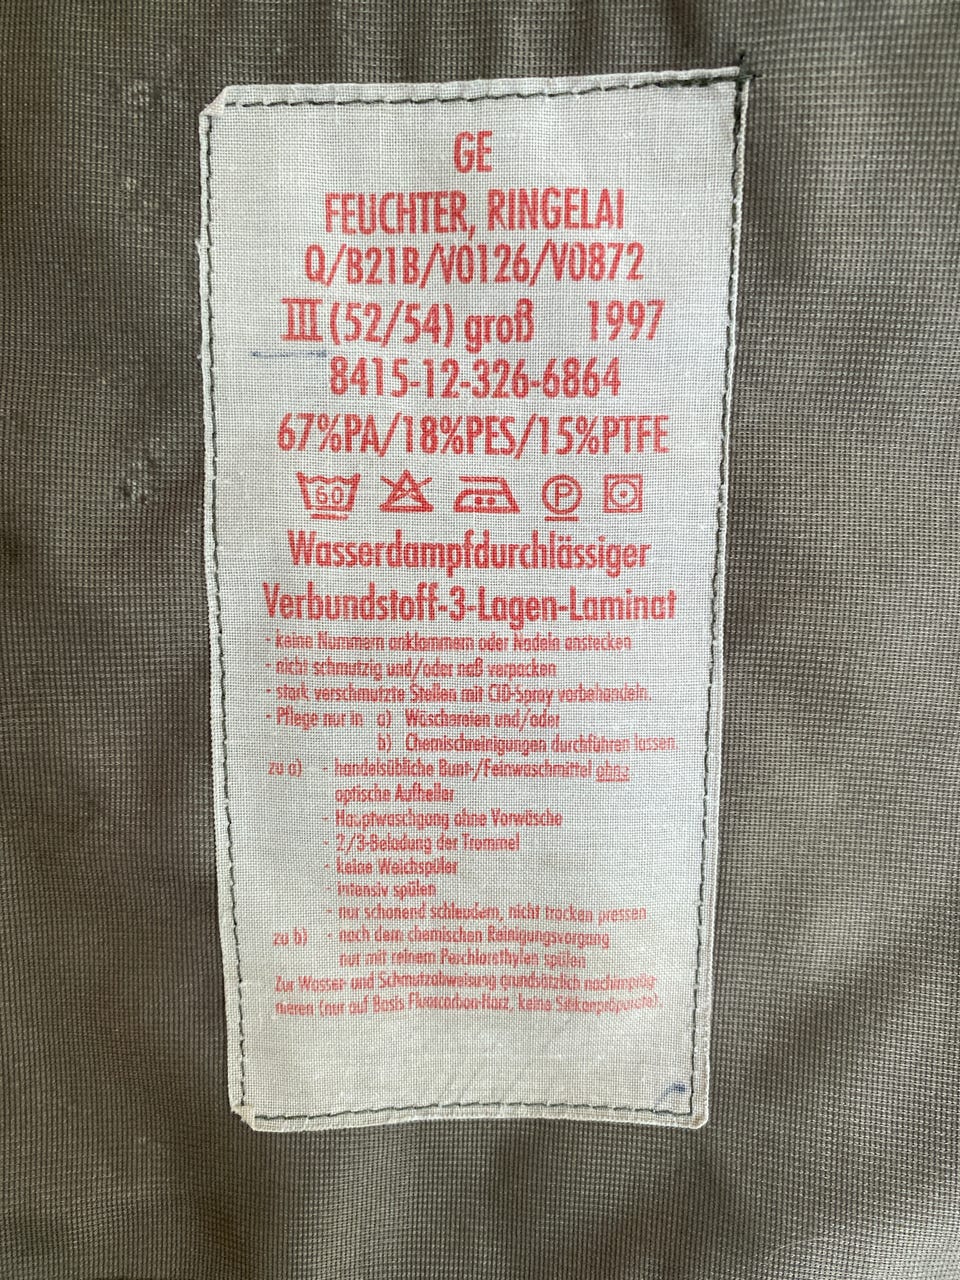 GE
FEUCHTER, RINGELAI
Q/B21B/V0126/V0872
III (52/54) groß 1997
8415-12-326-6864
67%PA/18%PES/15%PTFE
60 P
Wasserdampfdurchlässiger
Verbundstoff-3-Lagen-Laminat
- keine Nummern anklammern oder Nadeln anstecken
- nicht schmutzig und/oder naß verpacken
- stark verschmutzte Stellen mit CID-Spray vorbehandeln.
- Pflege nur in a) Wäschereien und/oder
b) Chemischreinigungen durchführen lassen.
zu a) - handelsübliche Bunt-/Feinwaschmittel ohne
optische Aufheller
- Hauptwaschgang ohne Vorwäsche
- 2/3-Beladung der Trommel
- keine Weichspüler
- intensiv spülen
- nur schonend schleudern, nicht trocken pressen
zu b) - nach dem chemischen Reinigungsvorgang
nur mit reinem Perchlorethylen spülen
Zur Wasser- und Schmutzabweisung grundsätzlich nachimpräg-
nieren (nur auf Basis Fluorcarbon-Harz, keine Silikonpräparate).